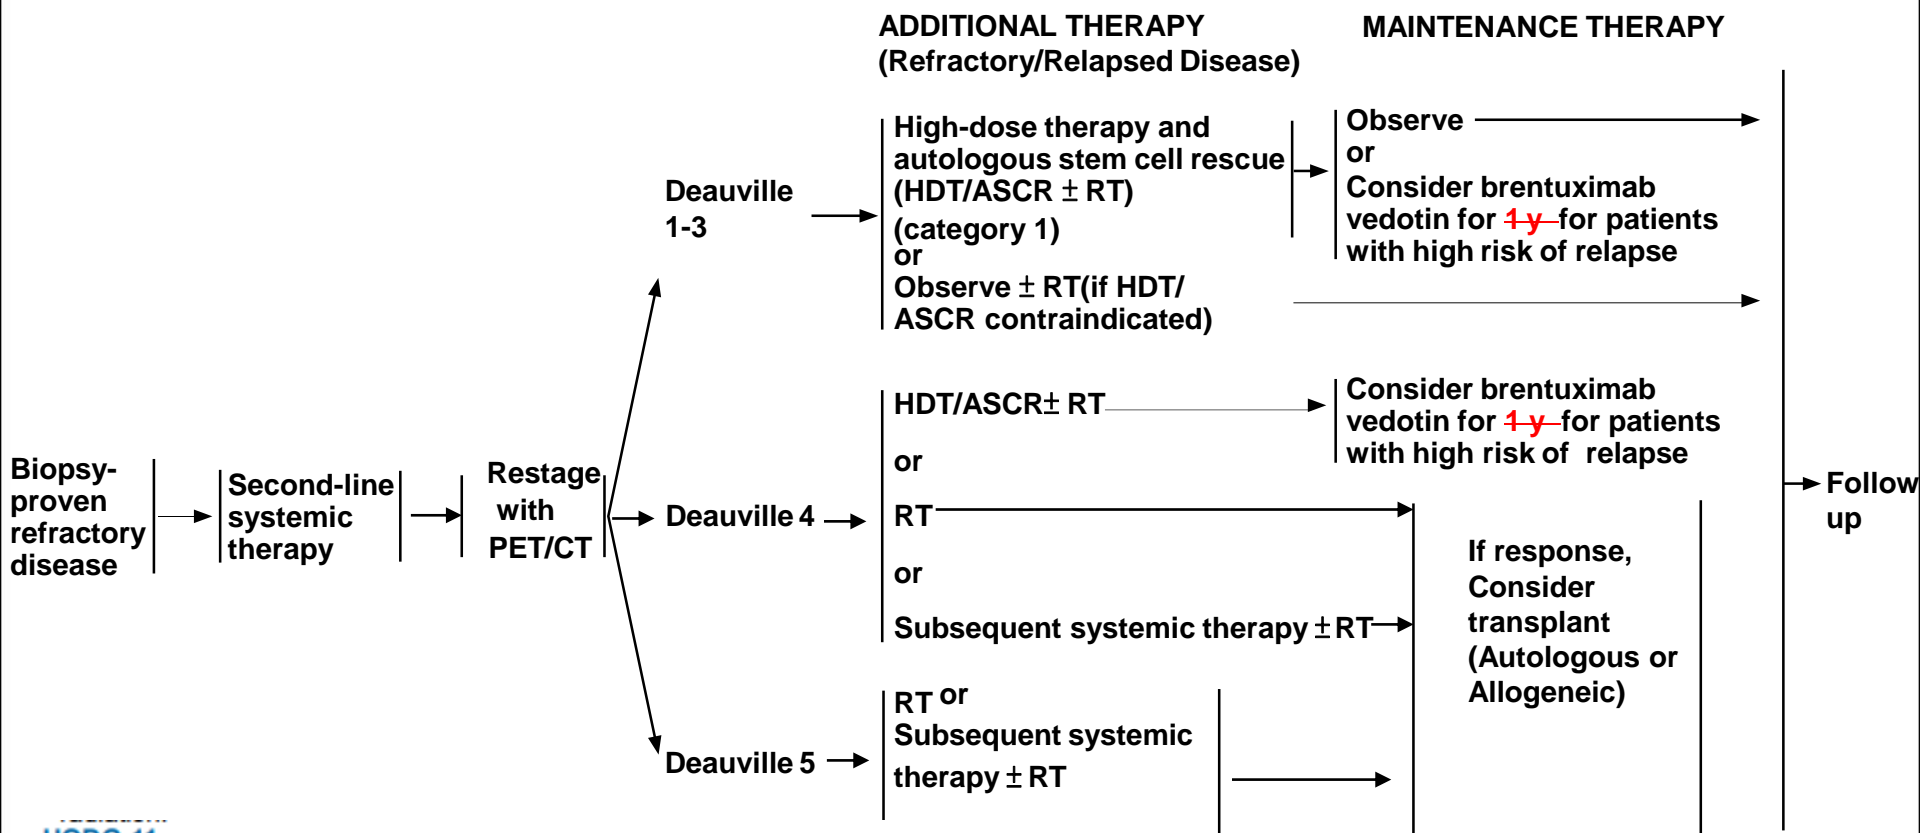 ADDITIONAL THERAPY
(Refractory/Relapsed Disease)
MAINTENANCE THERAPY
High-dose therapy and
autologous stem cell rescue
(HDT/ASCR ± RT)
(category 1)
or
Observe ± RT(if HDT/
ASCR contraindicated)
Observe
or
Consider brentuximab
vedotin for 1 y for patients
with high risk of relapse
Deauville
1-3
HDT/ASCR± RT
or
RT
or
Subsequent systemic therapy ± RT
Consider brentuximab
vedotin for 1 y for patients
with high risk of relapse
Biopsy-
proven
refractory
disease
Second-line
systemic
therapy
Restage
with
PET/CT
Deauville 4
If response,
Consider
transplant
(Autologous or
Allogeneic)
Follow
up
Deauville 5
RT or
Subsequent systemic
therapy ± RT